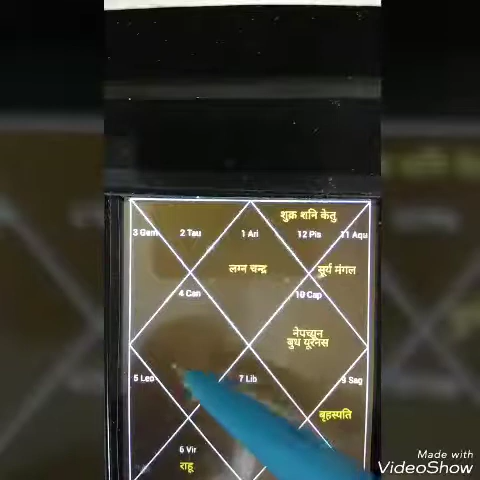 शुक्र शनि केतु
3 Gem 2 Tau 1 Ari 12 Pis 11 Aqu
लग्न चन्द्र सूर्य मंगल
4 Can 10 Cap
नेपच्यून
बुध यूरेनस
5 Leo 7 Lib 9 Sag
बृहस्पति
6 Vir
राहू
Made with
VideoShow